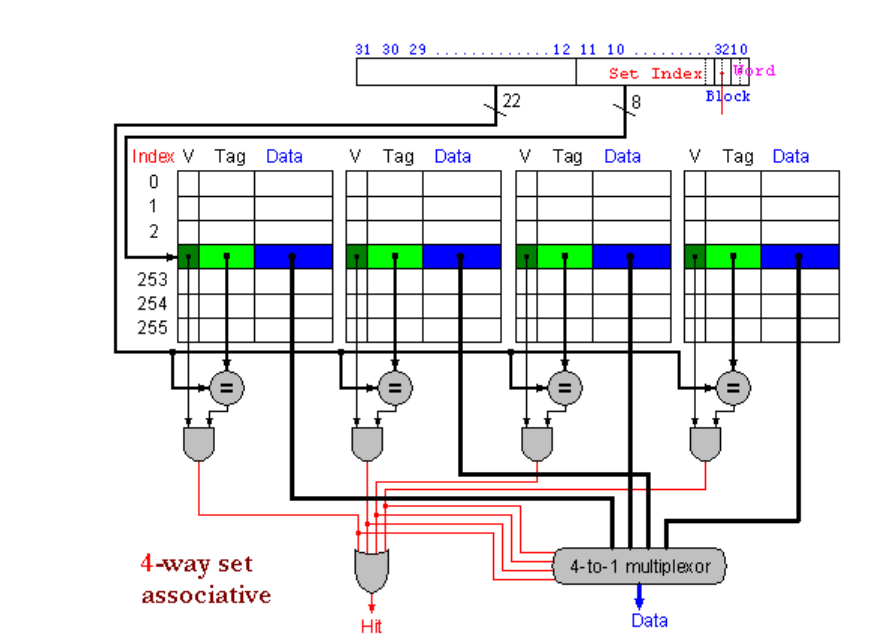 31 30 29 ............. 12 11 10 .........3210
Set Index Word
Block
22 8
Index V Tag Data V Tag Data V Tag Data V Tag Data
0
1
2
253
254
255
= = = =
4-way set
associative
4-to-1 multiplexor
Hit
Data